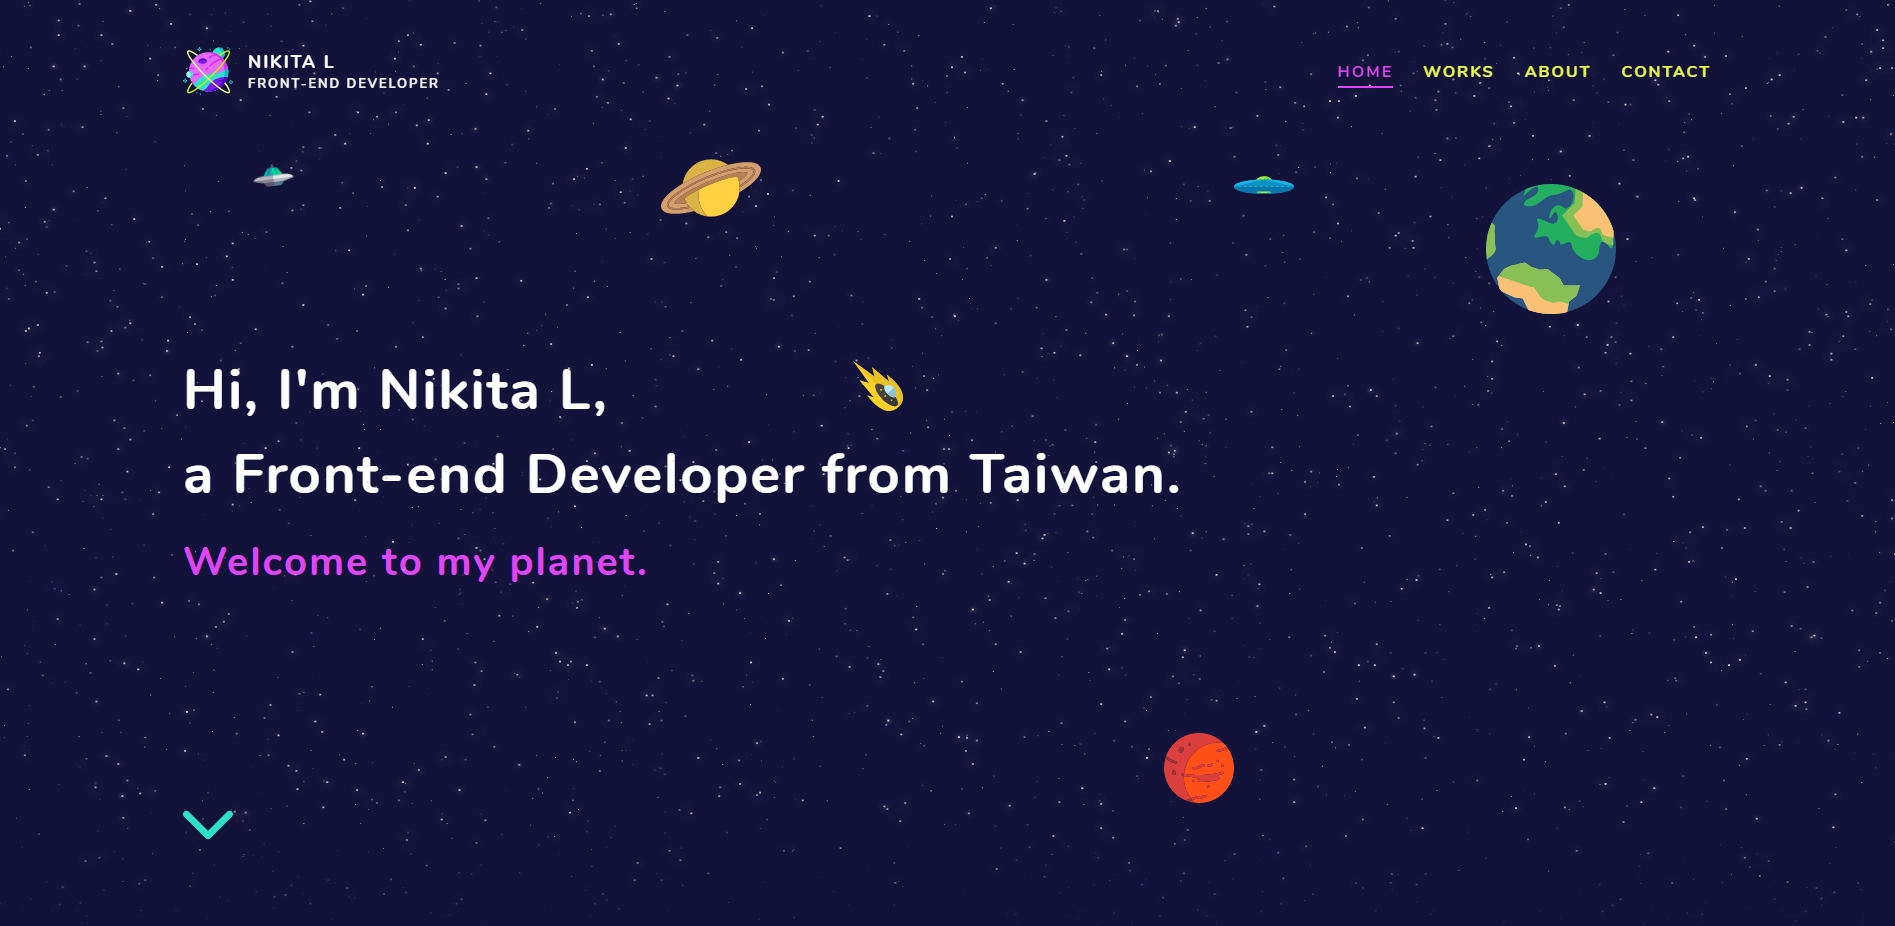 NIKITA L
FRONT-END DEVELOPER
HOME
WORKS
ABOUT
CONTACT
Hi, I'm Nikita L,
a Front-end Developer from Taiwan.
Welcome to my planet.